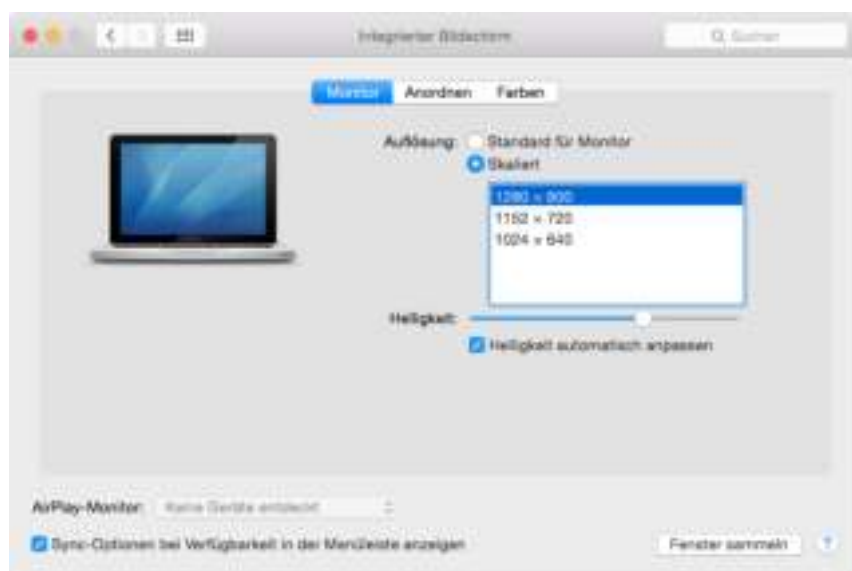 Integrierter Bildschirm
Suchen
Monitor Anordnen Farben
Auflösung: Standard für Monitor
Skaliert
1280 × 800
1152 × 720
1024 × 640
Helligkeit:
Helligkeit automatisch anpassen
AirPlay-Monitor: Keine Geräte entdeckt
Sync-Optionen bei Verfügbarkeit in der Menüleiste anzeigen
Fenster sammeln ?